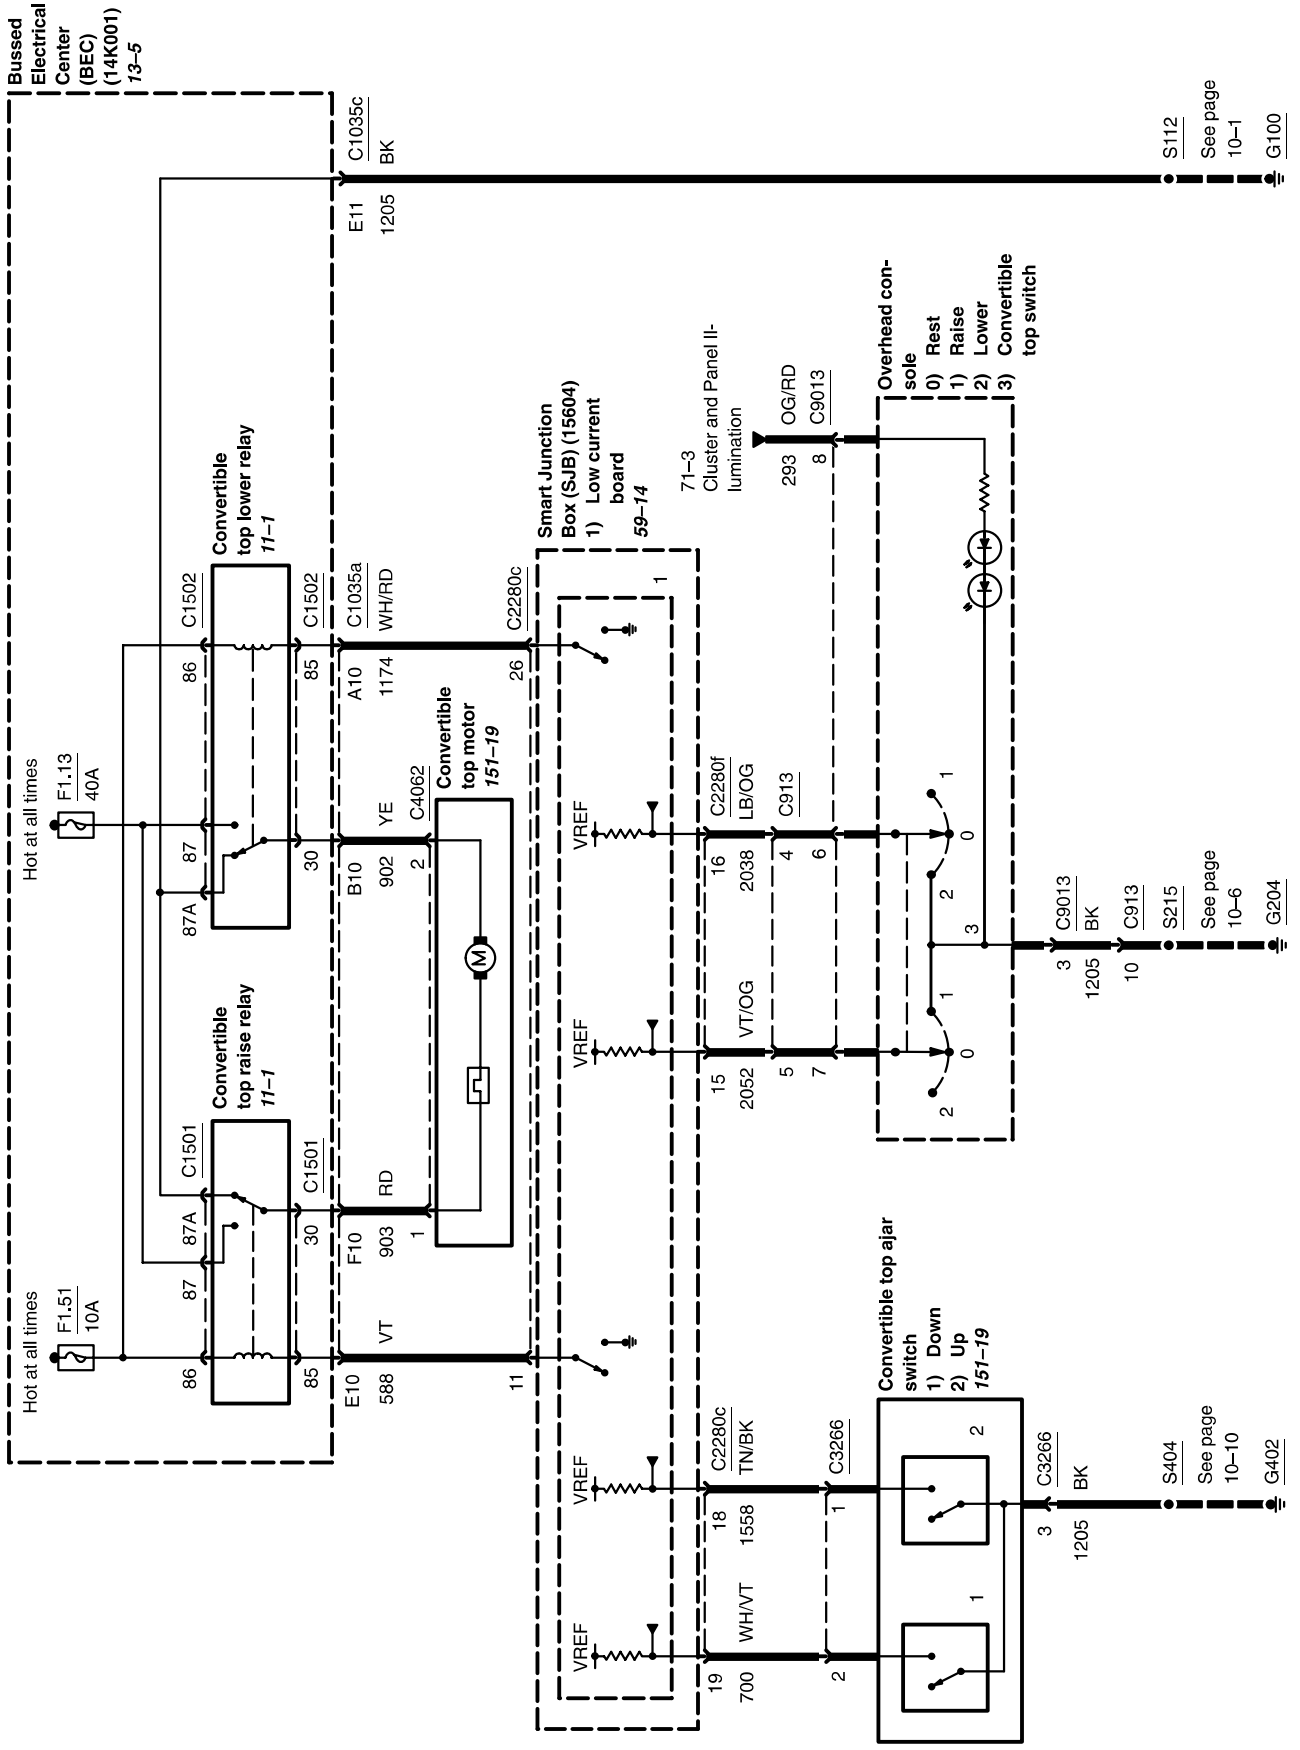 Bussed
Electrical
Center
(BEC)
(14K001)
13–5
Hot at all times
F1.51
10A
Hot at all times
F1.13
40A
Convertible
top raise relay
11–1
C1501
86
87
87A
85
30
C1501
Convertible
top lower relay
11–1
C1502
87A
87
86
30
85
C1502
E10
588
VT
F10
903
RD
B10
902
YE
A10
1174
C1035a
WH/RD
E11
1205
C1035c
BK
1
2
C4062
Convertible
top motor
151–19
M
11
26
C2280c
Smart Junction
Box (SJB) (15604)
1) Low current
board
59–14
1
VREF
VREF
VREF
VREF
19
700
WH/VT
18
1558
C2280c
TN/BK
2
1
C3266
15
2052
VT/OG
16
2038
C2280f
LB/OG
5
4
C913
7
6
71–3
Cluster and Panel Il-
lumination
293
OG/RD
8
C9013
Convertible top ajar
switch
1) Down
2) Up
151–19
1
2
3
C3266
1205
BK
S404
See page
10–10
G402
Overhead con-
sole
0) Rest
1) Raise
2) Lower
3) Convertible
top switch
2
0
1
2
0
1
3
3
C9013
1205
BK
10
C913
S215
See page
10–6
G204
S112
See page
10–1
G100